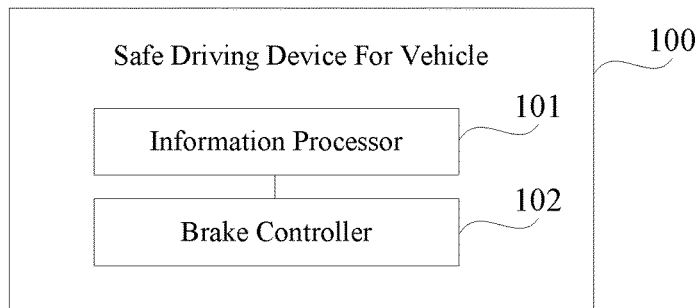 Safe Driving Device For Vehicle
100
101
Information Processor
102
Brake Controller